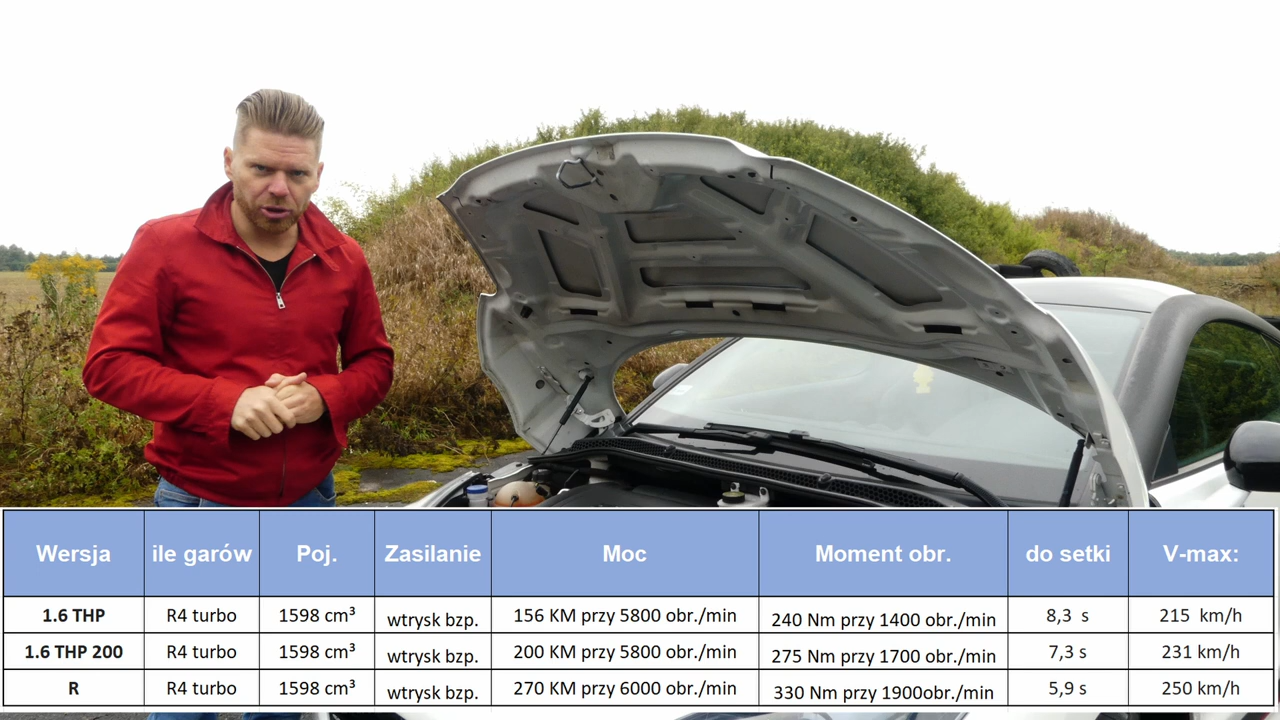 Wersja ile garów Poj. Zasilanie Moc Moment obr. do setki V-max:
1.6 THP R4 turbo 1598 cm³ wtrysk bzp. 156 KM przy 5800 obr./min 240 Nm przy 1400 obr./min 8,3 s 215 km/h
1.6 THP 200 R4 turbo 1598 cm³ wtrysk bzp. 200 KM przy 5800 obr./min 275 Nm przy 1700 obr./min 7,3 s 231 km/h
R R4 turbo 1598 cm³ wtrysk bzp. 270 KM przy 6000 obr./min 330 Nm przy 1900obr./min 5,9 s 250 km/h